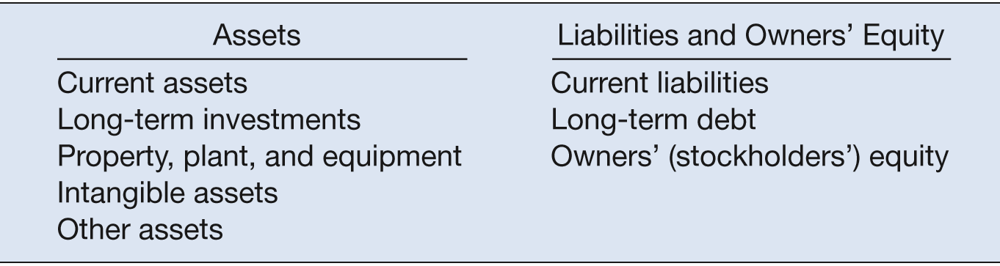 Assets
Current assets
Long-term investments
Property, plant, and equipment
Intangible assets
Other assets
Liabilities and Owners’ Equity
Current liabilities
Long-term debt
Owners’ (stockholders’) equity